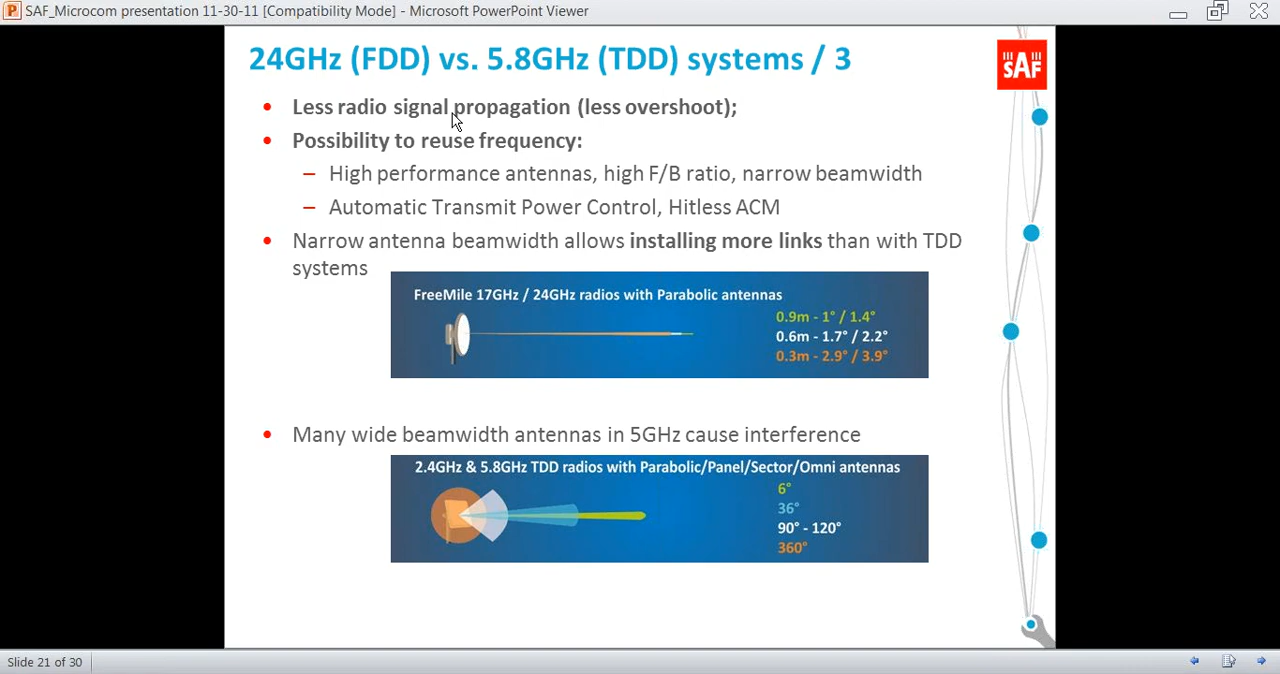 SAF_Microcom presentation 11-30-11 [Compatibility Mode] - Microsoft PowerPoint Viewer
24GHz (FDD) vs. 5.8GHz (TDD) systems / 3
SAF
• Less radio signal propagation (less overshoot);
• Possibility to reuse frequency:
– High performance antennas, high F/B ratio, narrow beamwidth
– Automatic Transmit Power Control, Hitless ACM
• Narrow antenna beamwidth allows installing more links than with TDD
systems
FreeMile 17GHz / 24GHz radios with Parabolic antennas
0.9m - 1° / 1.4°
0.6m - 1.7° / 2.2°
0.3m - 2.9° / 3.9°
• Many wide beamwidth antennas in 5GHz cause interference
2.4GHz & 5.8GHz TDD radios with Parabolic/Panel/Sector/Omni antennas
6°
36°
90° - 120°
360°
Slide 21 of 30